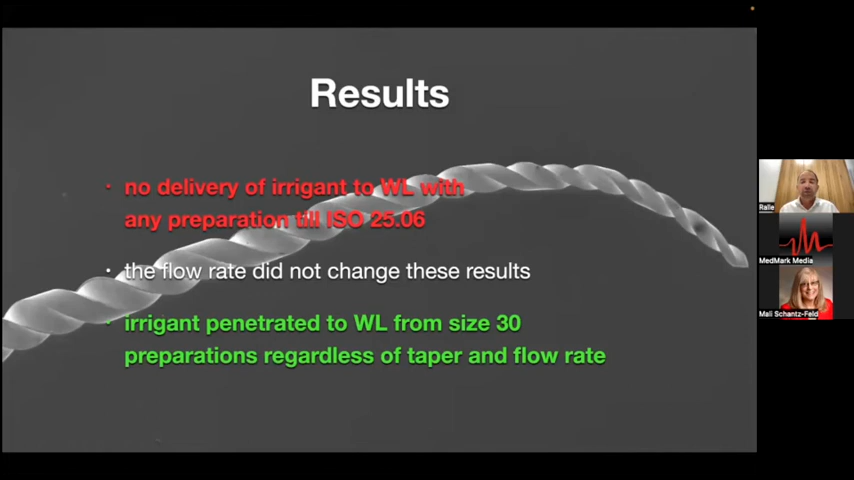 Results
· no delivery of irrigant to WL with
any preparation till ISO 25.06
· the flow rate did not change these results
· irrigant penetrated to WL from size 30
preparations regardless of taper and flow rate
Ralle
MedMark Media
Mali Schantz-Feld